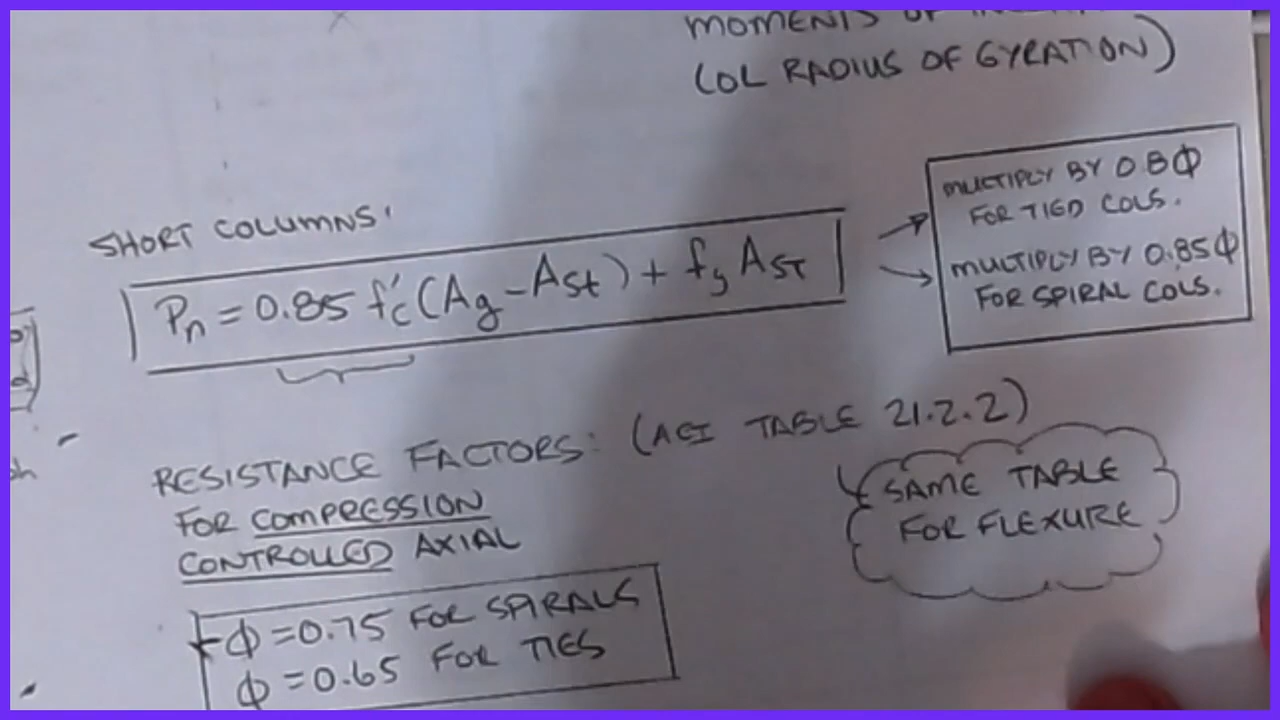 MOMENTS OF
(OR RADIUS OF GYRATION)
SHORT COLUMNS:
Pn = 0.85 f'c (Ag - Ast) + fy AST
MULTIPLY BY 0.8Φ
FOR TIED COLS.
MULTIPLY BY 0.85Φ
FOR SPIRAL COLS.
RESISTANCE FACTORS: (ACI TABLE 21.2.2)
FOR COMPRESSION
CONTROLLED AXIAL
SAME TABLE
FOR FLEXURE
ϕ = 0.75 FOR SPIRALS
ϕ = 0.65 FOR TIES